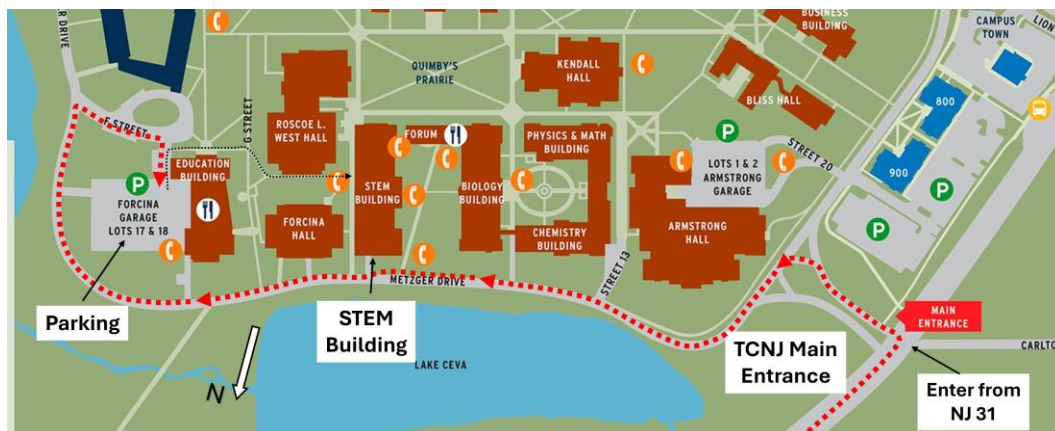 BUSINESS
BUILDING
CAMPUS
TOWN
LION
KENDALL
HALL
QUIMBY'S
PRAIRIE
BLISS HALL
800
P
900
P
P
STREET 20
F STREET
G STREET
ROSCOE L.
WEST HALL
FORUM
PHYSICS & MATH
BUILDING
P
LOTS 1 & 2
ARMSTRONG
GARAGE
EDUCATION
BUILDING
P
FORCINA
GARAGE
LOTS 17 & 18
STEM
BUILDING
BIOLOGY
BUILDING
FORCINA
HALL
CHEMISTRY
BUILDING
ARMSTRONG
HALL
STREET 13
METZGER DRIVE
MAIN
ENTRANCE
Parking
STEM
Building
TCNJ Main
Entrance
CARLTO
LAKE CEVA
Enter from
NJ 31
N